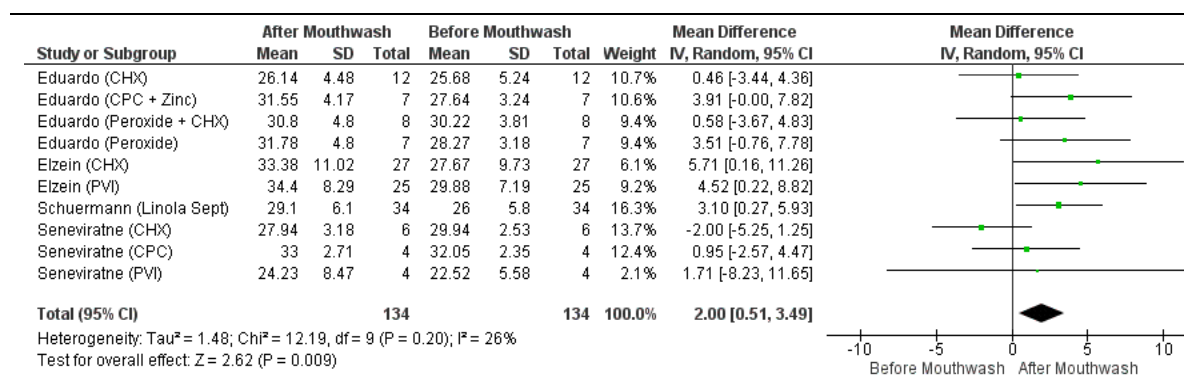 After Mouthwash Before Mouthwash Mean Difference Mean Difference
Study or Subgroup Mean SD Total Mean SD Total Weight IV, Random, 95% CI IV, Random, 95% CI
Eduardo (CHX) 26.14 4.48 12 25.68 5.24 12 10.7% 0.46 [-3.44, 4.36]
Eduardo (CPC + Zinc) 31.55 4.17 7 27.64 3.24 7 10.6% 3.91 [-0.00, 7.82]
Eduardo (Peroxide + CHX) 30.8 4.8 8 30.22 3.81 8 9.4% 0.58 [-3.67, 4.83]
Eduardo (Peroxide) 31.78 4.8 7 28.27 3.18 7 9.4% 3.51 [-0.76, 7.78]
Elzein (CHX) 33.38 11.02 27 27.67 9.73 27 6.1% 5.71 [0.16, 11.26]
Elzein (PVI) 34.4 8.29 25 29.88 7.19 25 9.2% 4.52 [0.22, 8.82]
Schuermann (Linola Sept) 29.1 6.1 34 26 5.8 34 16.3% 3.10 [0.27, 5.93]
Seneviratne (CHX) 27.94 3.18 6 29.94 2.53 6 13.7% -2.00 [-5.25, 1.25]
Seneviratne (CPC) 33 2.71 4 32.05 2.35 4 12.4% 0.95 [-2.57, 4.47]
Seneviratne (PVI) 24.23 8.47 4 22.52 5.58 4 2.1% 1.71 [-8.23, 11.65]
Total (95% CI) 134 134 100.0% 2.00 [0.51, 3.49]
Heterogeneity: Tau² = 1.48; Chi² = 12.19, df = 9 (P = 0.20); I² = 26%
Test for overall effect: Z = 2.62 (P = 0.009)
-10 -5 0 5 10
Before Mouthwash After Mouthwash